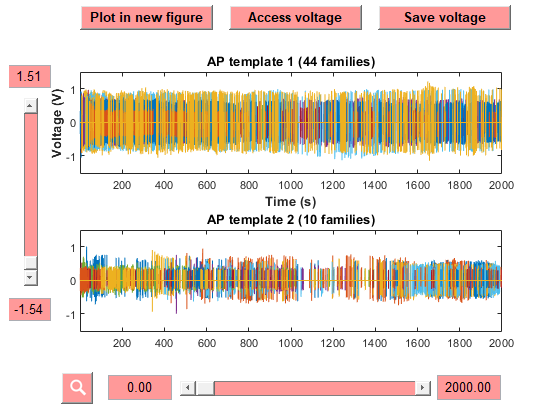 Plot in new figure Access voltage Save voltage
1.51
AP template 1 (44 families)
Voltage (V)
1
0
-1
200 400 600 800 1000 1200 1400 1600 1800 2000
Time (s)
AP template 2 (10 families)
1
0
-1
-1.54
200 400 600 800 1000 1200 1400 1600 1800 2000
0.00 2000.00